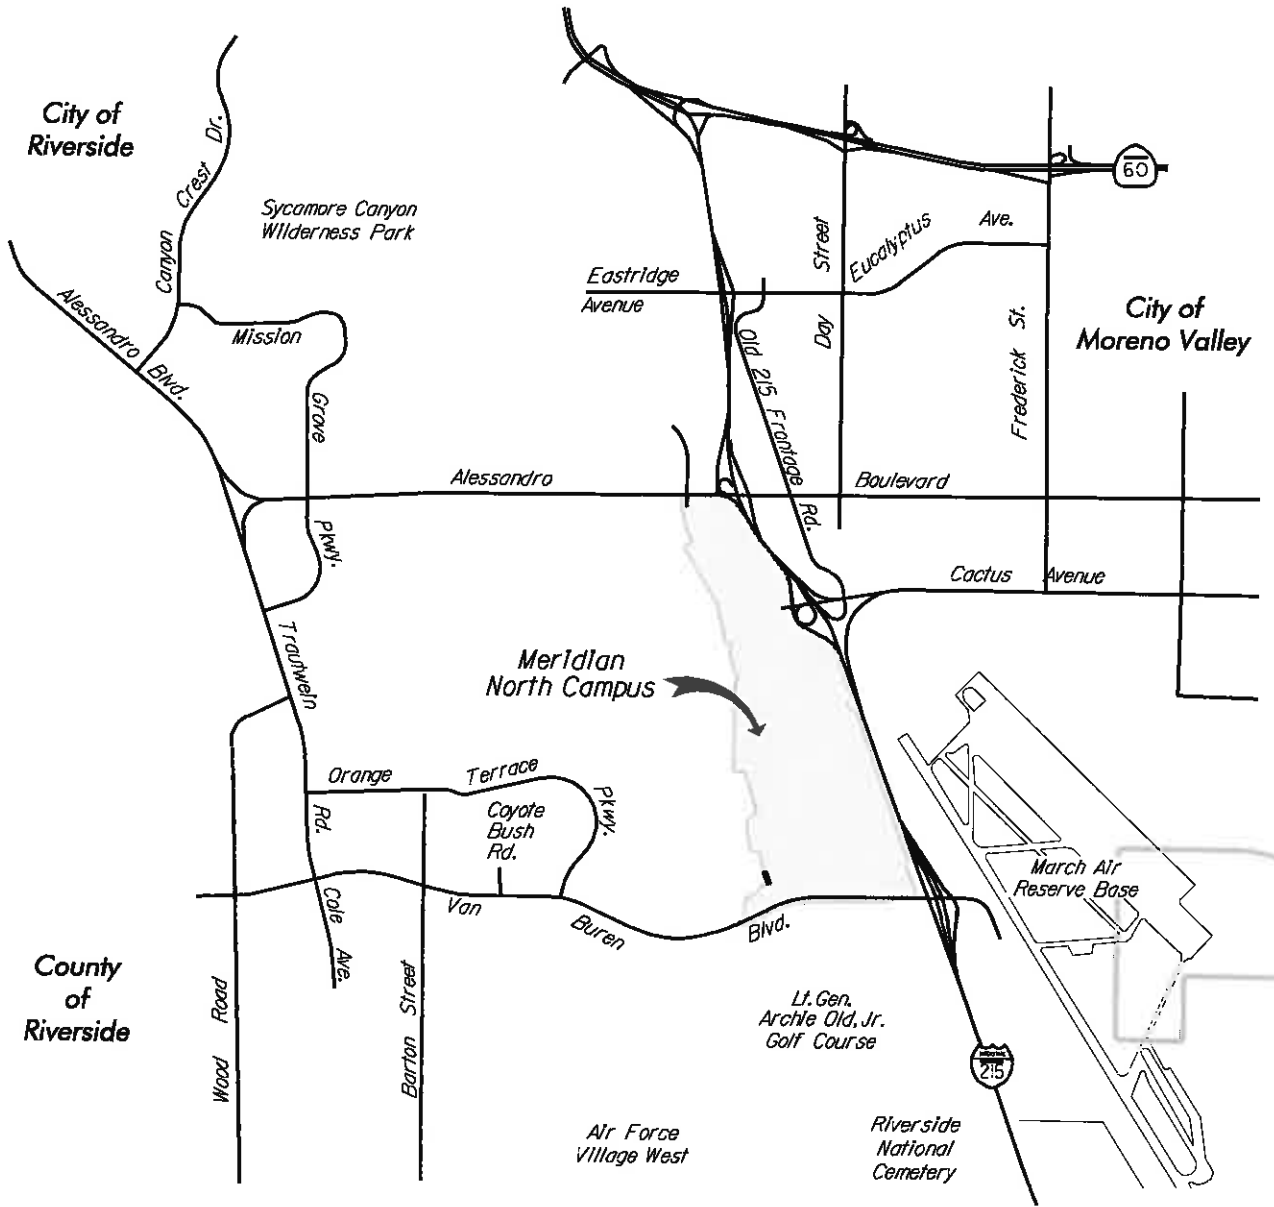 City of
Riverside
Canyon Crest Dr.
Sycamore Canyon
Wilderness Park
60
Street
Eucalyptus Ave.
Eastridge
Avenue
Day
Frederick St.
City of
Moreno Valley
Alessandro
Blvd.
Mission
Grove
Old 215 Frontage
Rd.
Alessandro
Boulevard
Pkwy.
Cactus Avenue
Trautwein
Meridian
North Campus
Orange Terrace
Pkwy.
Rd.
Coyote
Bush
Rd.
March Air
Reserve Base
Cole
Ave.
Van Buren Blvd.
County
of
Riverside
Wood Road
Barton Street
Lt. Gen.
Archie Old, Jr.
Golf Course
215
Air Force
Village West
Riverside
National
Cemetery